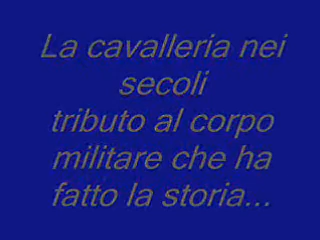 La cavalleria nei
secoli
tributo al corpo
militare che ha
fatto la storia...